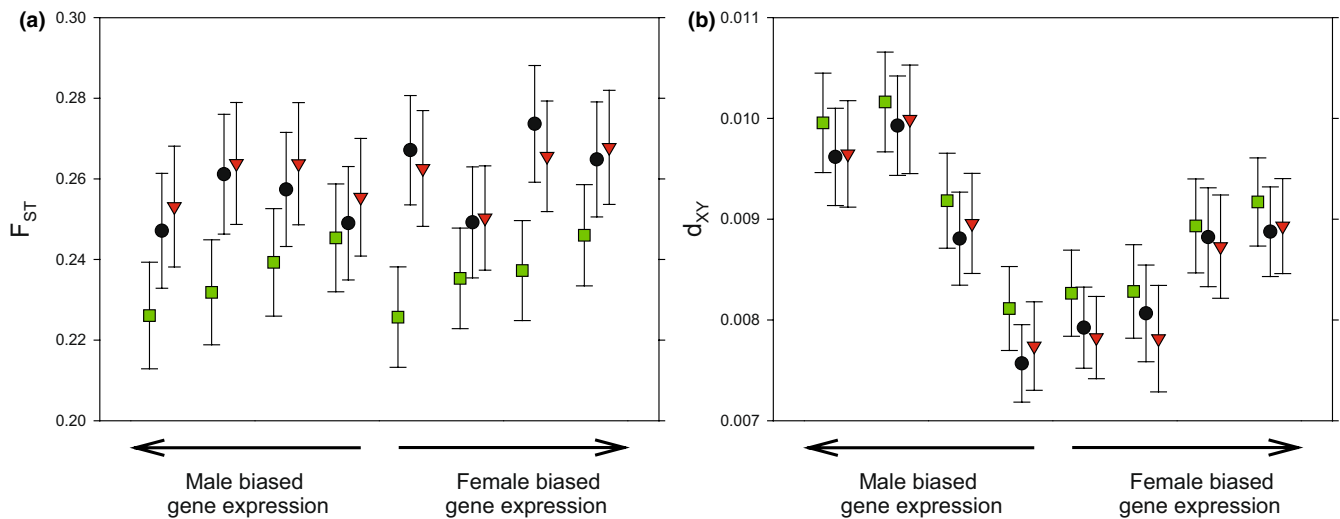 (a)
0.30
0.28
0.26
0.24
0.22
0.20
F_ST
Male biased
gene expression
Female biased
gene expression
(b)
0.011
0.010
0.009
0.008
0.007
d_XY
Male biased
gene expression
Female biased
gene expression